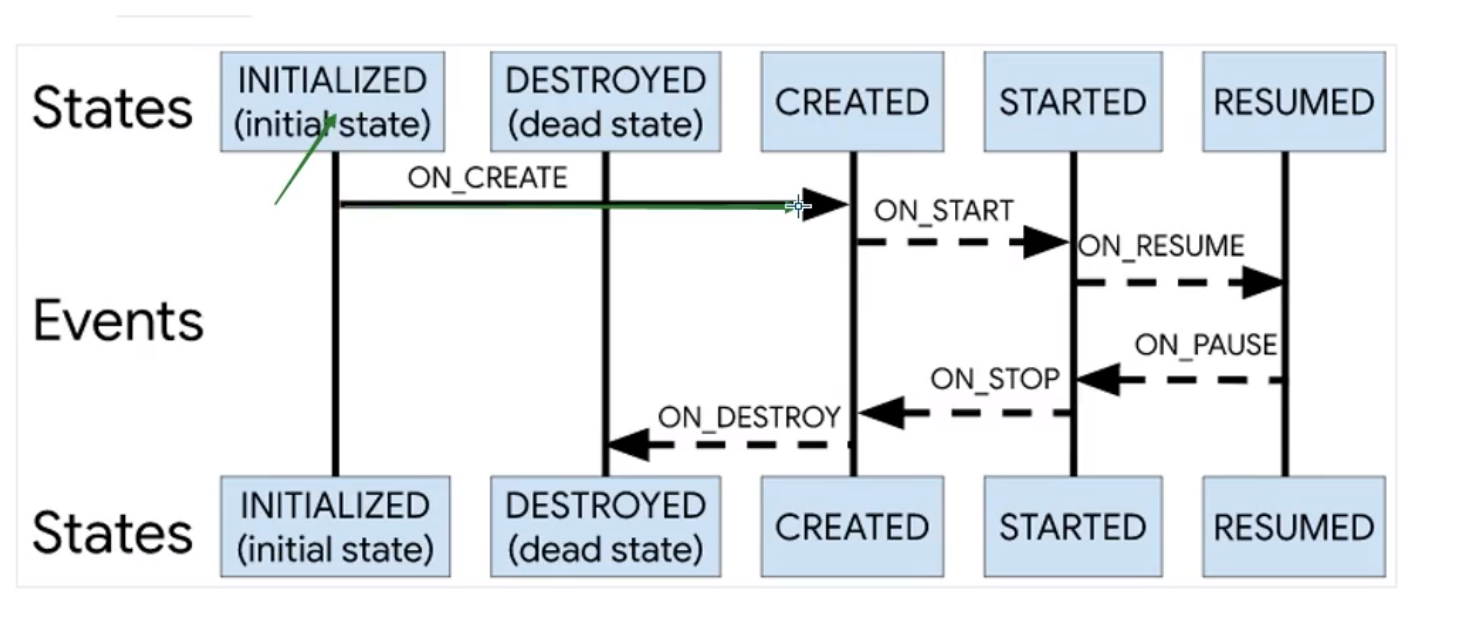 States
INITIALIZED
(initial state)
DESTROYED
(dead state)
CREATED
STARTED
RESUMED
ON_CREATE
ON_START
ON_RESUME
Events
ON_PAUSE
ON_STOP
ON_DESTROY
States
INITIALIZED
(initial state)
DESTROYED
(dead state)
CREATED
STARTED
RESUMED